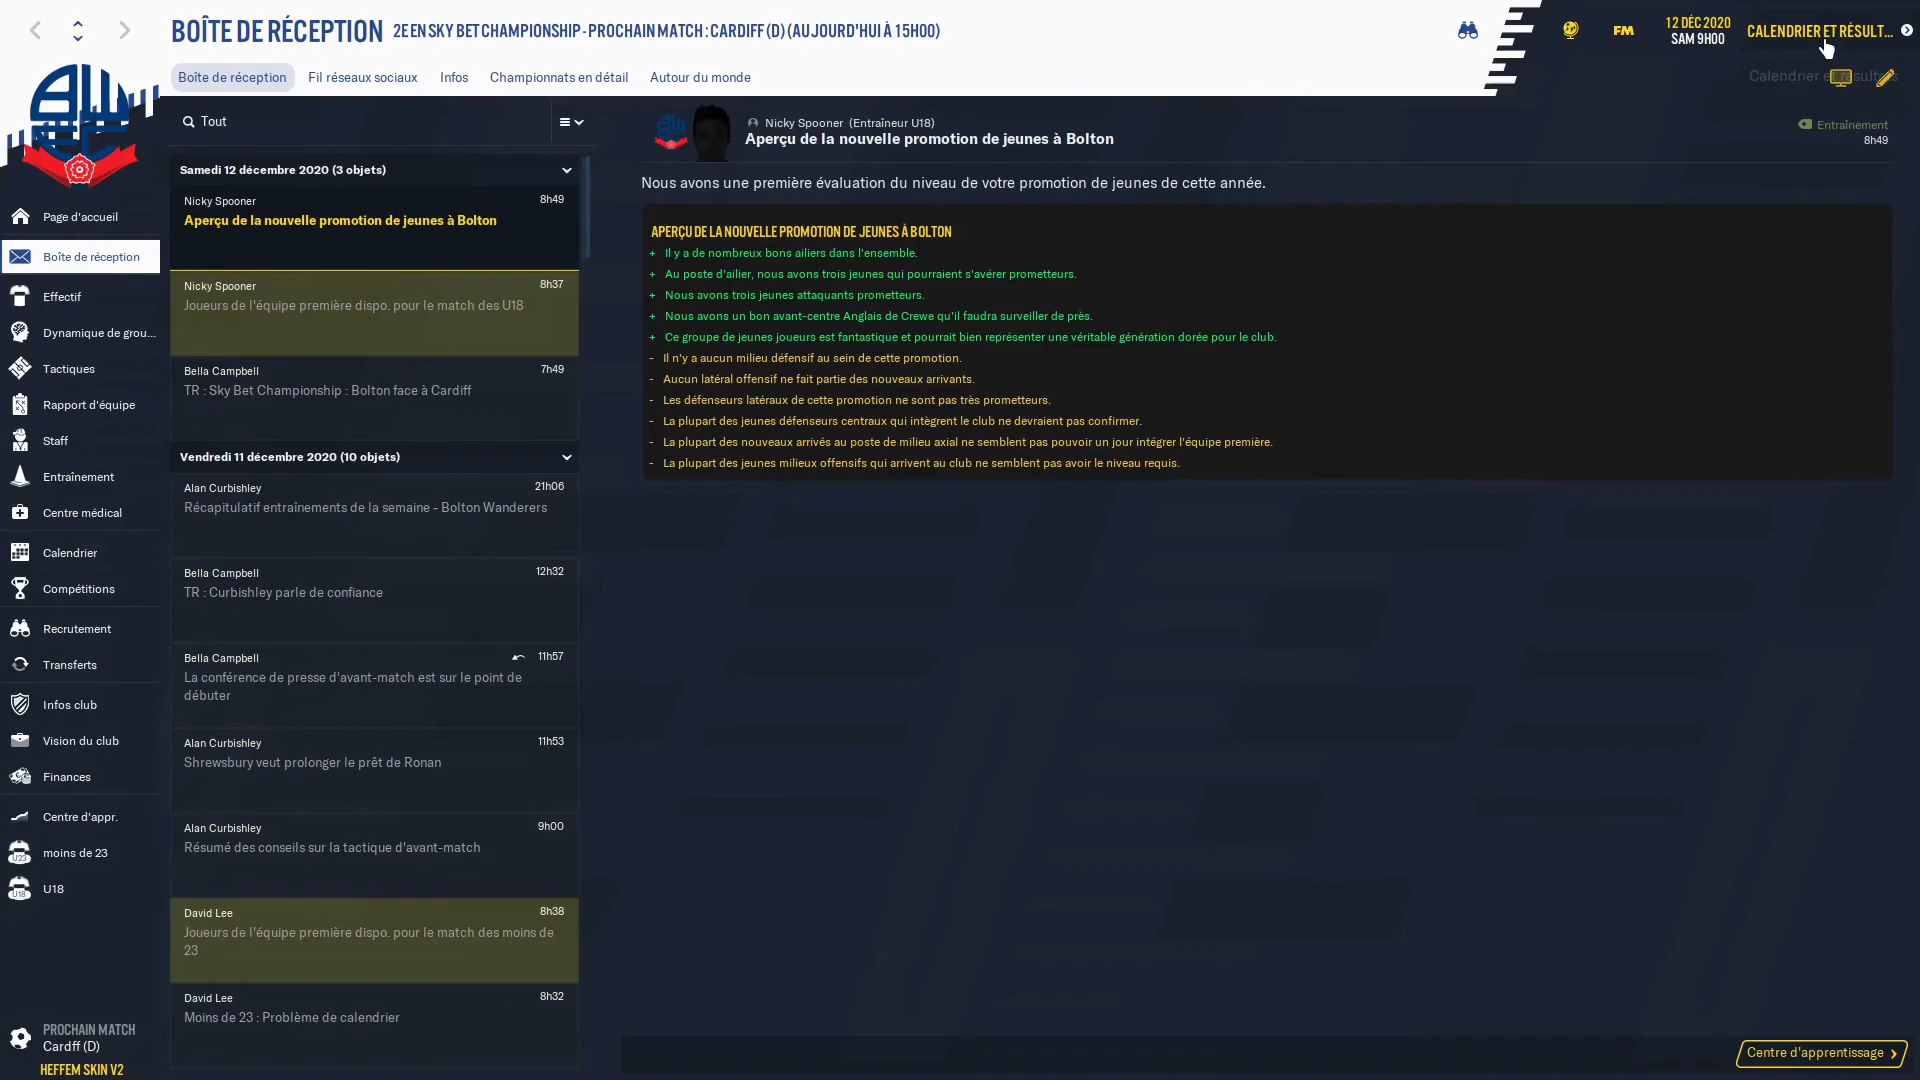 BOÎTE DE RÉCEPTION
2E EN SKY BET CHAMPIONSHIP - PROCHAIN MATCH : CARDIFF (D) (AUJOURD'HUI À 15H00)
FM
12 DÉC 2020
SAM 9H00
CALENDRIER ET RÉSULT...
Boîte de réception
Fil réseaux sociaux
Infos
Championnats en détail
Autour du monde
Calendrier et résultats
Page d'accueil
Boîte de réception
Effectif
Dynamique de grou...
Tactiques
Rapport d'équipe
Staff
Entraînement
Centre médical
Calendrier
Compétitions
Recrutement
Transferts
Infos club
Vision du club
Finances
Centre d'appr.
U23
moins de 23
U18
U18
PROCHAIN MATCH
Cardff (D)
HEFFEM SKIN V2
Tout
Samedi 12 décembre 2020 (3 objets)
Nicky Spooner 8h49
Aperçu de la nouvelle promotion de jeunes à Bolton
Nicky Spooner 8h37
Joueurs de l'équipe première dispo. pour le match des U18
Bella Campbell 7h49
TR : Sky Bet Championship : Bolton face à Cardiff
Vendredi 11 décembre 2020 (10 objets)
Alan Curbishley 21h06
Récapitulatif entraînements de la semaine - Bolton Wanderers
Bella Campbell 12h32
TR : Curbishley parle de confiance
Bella Campbell 11h57
La conférence de presse d'avant-match est sur le point de
débuter
Alan Curbishley 11h53
Shrewsbury veut prolonger le prêt de Ronan
Alan Curbishley 9h00
Résumé des conseils sur la tactique d'avant-match
David Lee 8h38
Joueurs de l'équipe première dispo. pour le match des moins de
23
David Lee 8h32
Moins de 23 : Problème de calendrier
Nicky Spooner (Entraîneur U18)
Aperçu de la nouvelle promotion de jeunes à Bolton
Entraînement
8h49
Nous avons une première évaluation du niveau de votre promotion de jeunes de cette année.
APERÇU DE LA NOUVELLE PROMOTION DE JEUNES À BOLTON
+ Il y a de nombreux bons ailiers dans l'ensemble.
+ Au poste d'ailier, nous avons trois jeunes qui pourraient s'avérer prometteurs.
+ Nous avons trois jeunes attaquants prometteurs.
+ Nous avons un bon avant-centre Anglais de Crewe qu'il faudra surveiller de près.
+ Ce groupe de jeunes joueurs est fantastique et pourrait bien représenter une véritable génération dorée pour le club.
- Il n'y a aucun milieu défensif au sein de cette promotion.
- Aucun latéral offensif ne fait partie des nouveaux arrivants.
- Les défenseurs latéraux de cette promotion ne sont pas très prometteurs.
- La plupart des jeunes défenseurs centraux qui intègrent le club ne devraient pas confirmer.
- La plupart des nouveaux arrivés au poste de milieu axial ne semblent pas pouvoir un jour intégrer l'équipe première.
- La plupart des jeunes milieux offensifs qui arrivent au club ne semblent pas avoir le niveau requis.
Centre d'apprentissage